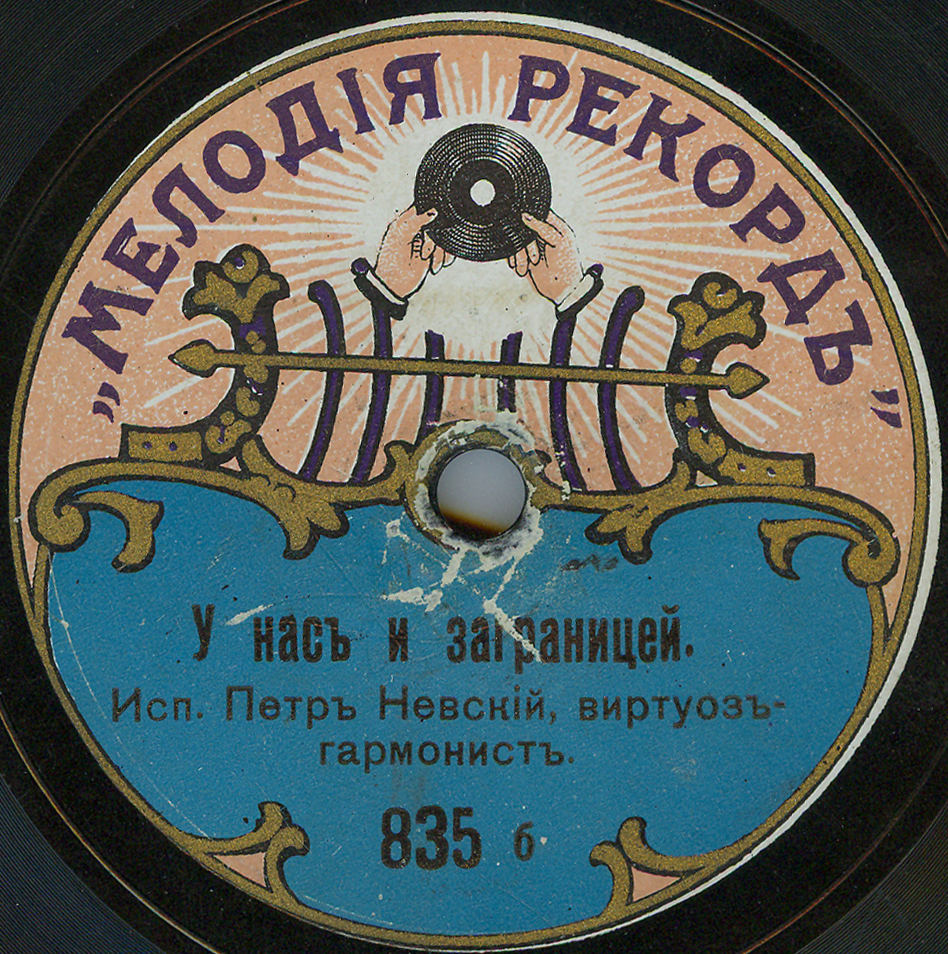 „МЕЛОДІЯ РЕКОРДЪ"
У насъ и заграницей.
Исп. Петръ Невскій, виртуозъ-
гармонистъ.
835 б